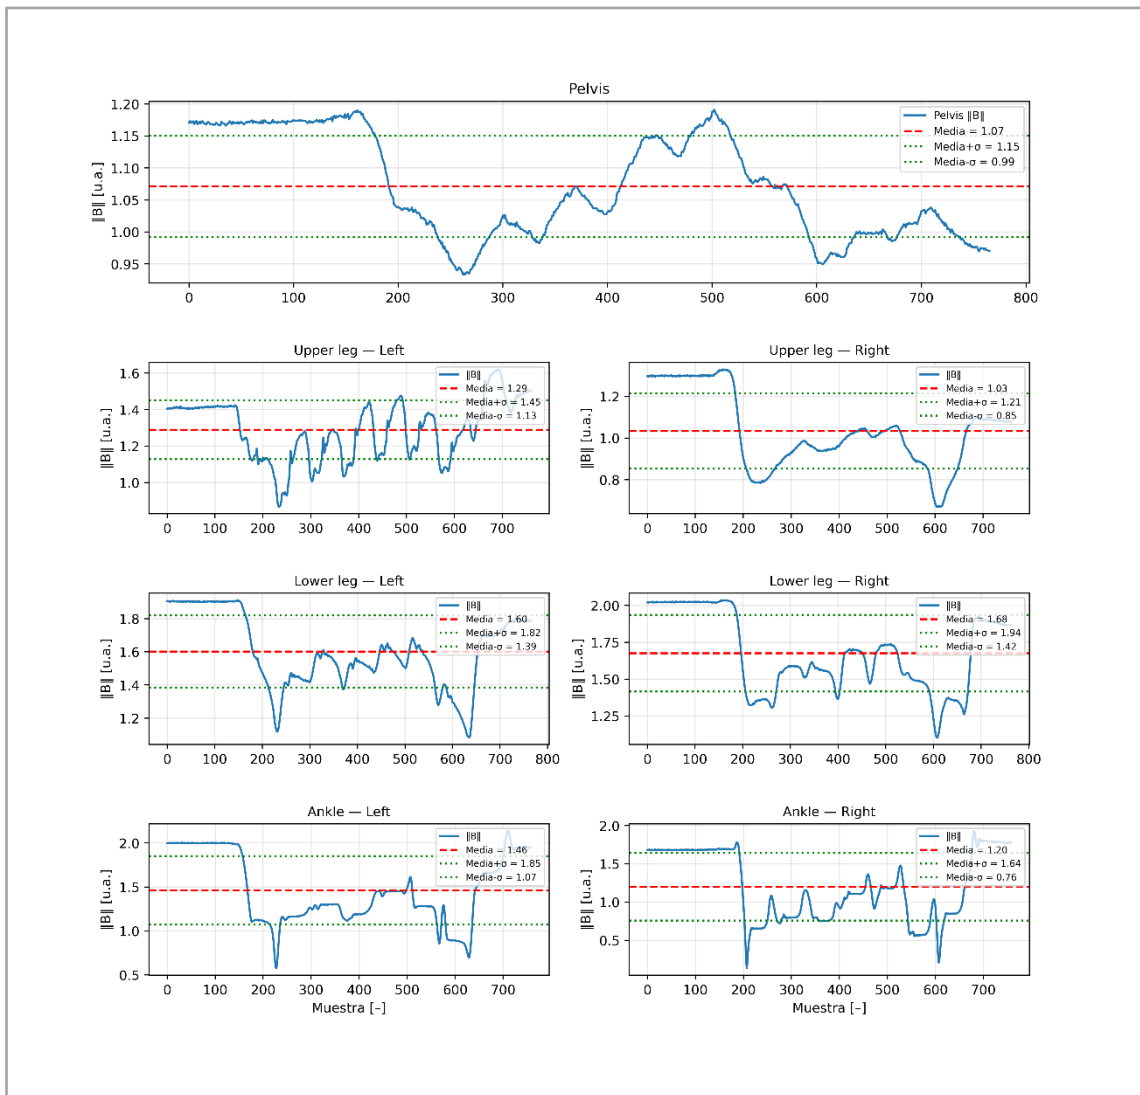 Pelvis
1.20
1.15
1.10
1.05
1.00
0.95
‖B‖ [u.a.]
Pelvis ‖B‖
Media = 1.07
Media+σ = 1.15
Media-σ = 0.99
0 100 200 300 400 500 600 700 800
Upper leg — Left
1.6
1.4
1.2
1.0
‖B‖ [u.a.]
‖B‖
Media = 1.29
Media+σ = 1.45
Media-σ = 1.13
0 100 200 300 400 500 600 700
Upper leg — Right
1.2
1.0
0.8
‖B‖ [u.a.]
‖B‖
Media = 1.03
Media+σ = 1.21
Media-σ = 0.85
0 100 200 300 400 500 600 700
Lower leg — Left
1.8
1.6
1.4
1.2
‖B‖ [u.a.]
‖B‖
Media = 1.60
Media+σ = 1.82
Media-σ = 1.39
0 100 200 300 400 500 600 700 800
Lower leg — Right
2.00
1.75
1.50
1.25
‖B‖ [u.a.]
‖B‖
Media = 1.68
Media+σ = 1.94
Media-σ = 1.42
0 100 200 300 400 500 600 700 800
Ankle — Left
2.0
1.5
1.0
0.5
‖B‖ [u.a.]
‖B‖
Media = 1.46
Media+σ = 1.85
Media-σ = 1.07
0 100 200 300 400 500 600 700
Muestra [–]
Ankle — Right
2.0
1.5
1.0
0.5
‖B‖ [u.a.]
‖B‖
Media = 1.20
Media+σ = 1.64
Media-σ = 0.76
0 100 200 300 400 500 600 700
Muestra [–]